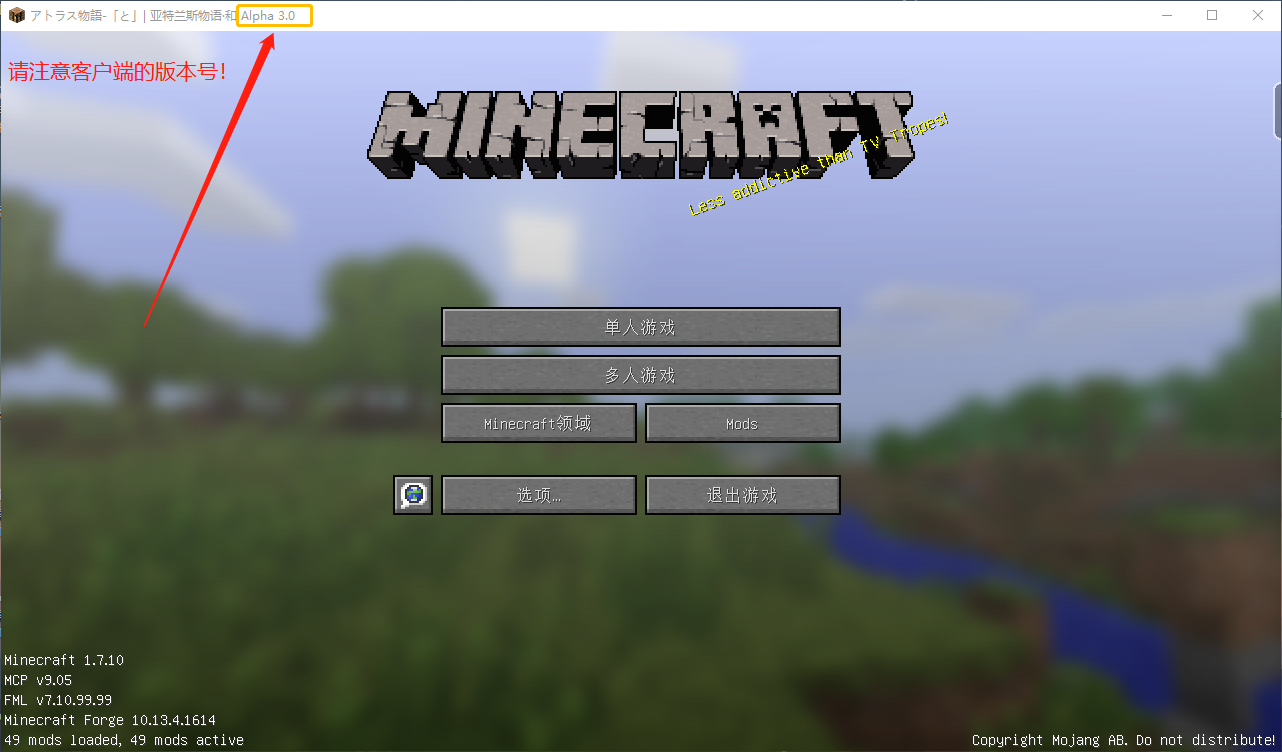 アトラス物語-「と」| 亚特兰斯物语·和 Alpha 3.0
请注意客户端的版本号！
MINECRAFT
Less addictive than TV Tropes!
单人游戏
多人游戏
Minecraft领域 Mods
选项... 退出游戏
Minecraft 1.7.10
MCP v9.05
FML v7.10.99.99
Minecraft Forge 10.13.4.1614
49 mods loaded, 49 mods active
Copyright Mojang AB. Do not distribute!